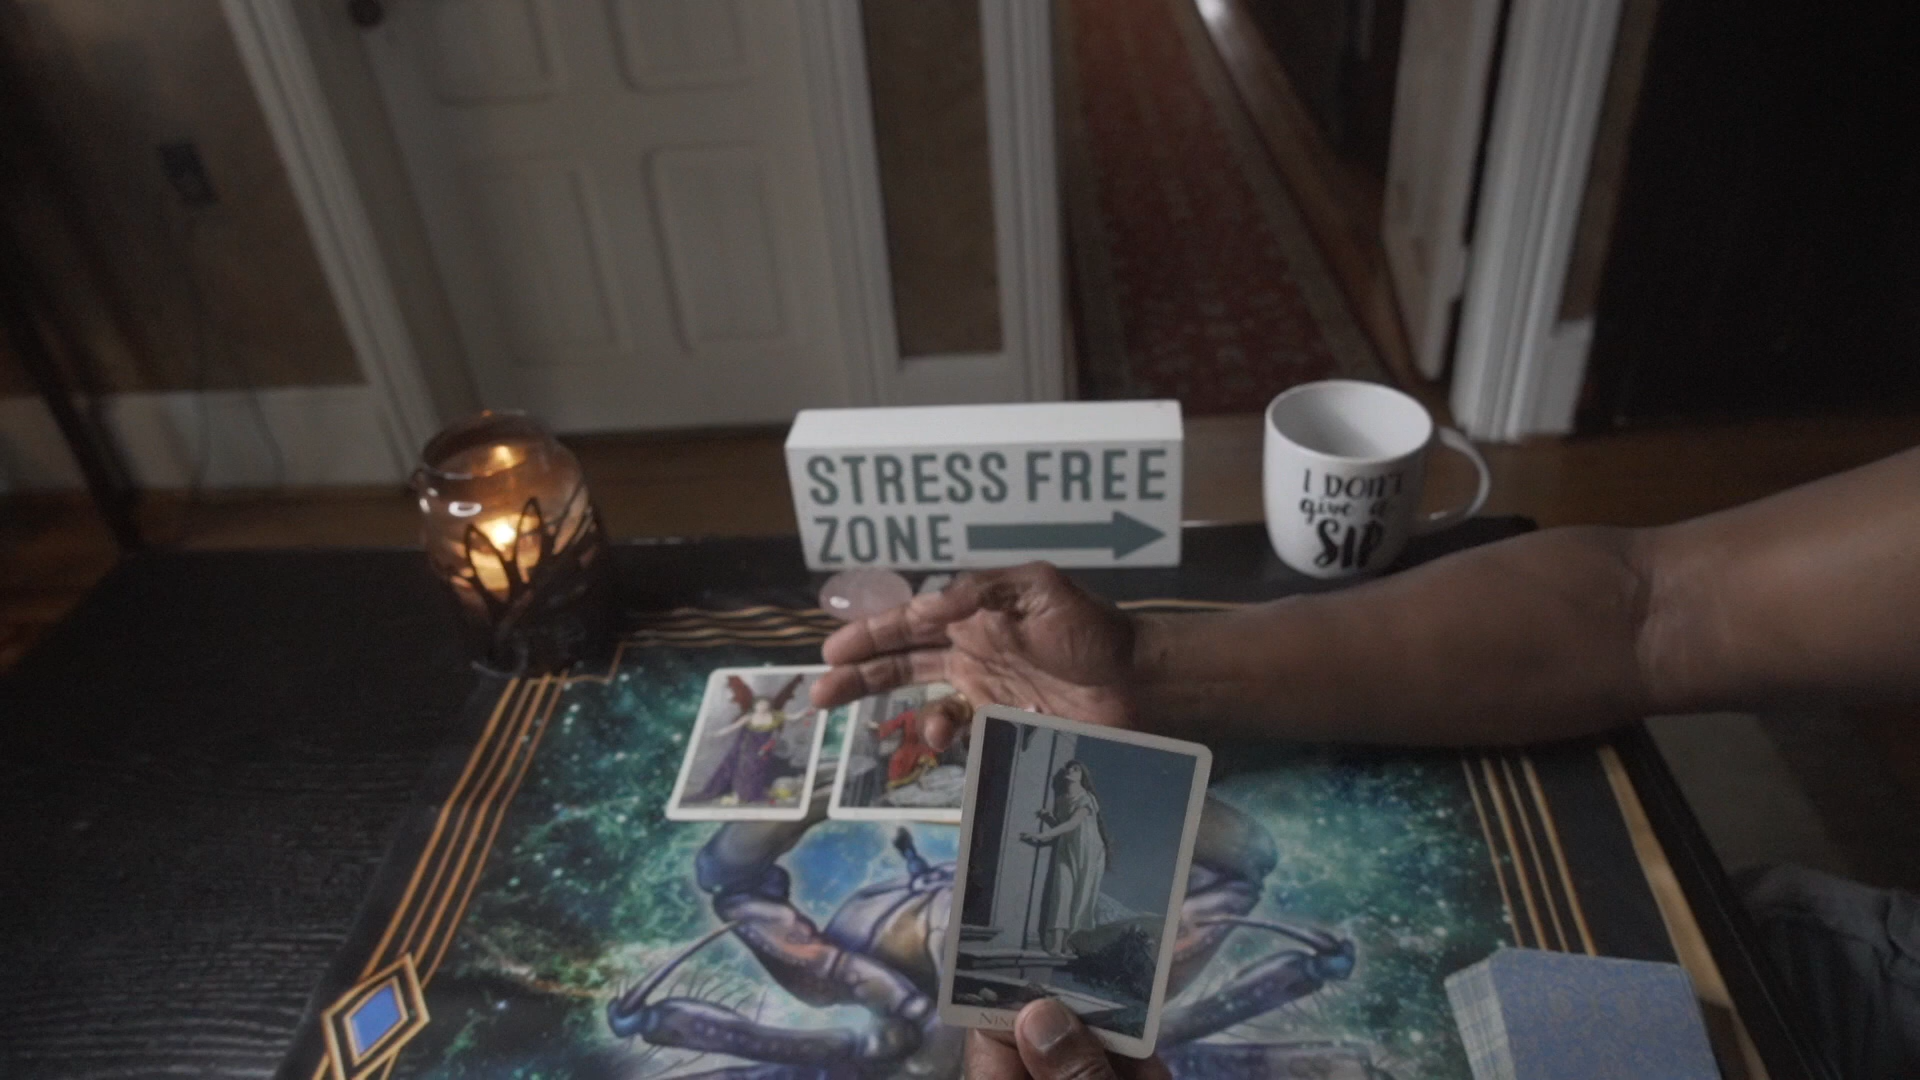 STRESS FREE
ZONE
I DON'T
give a
SIP